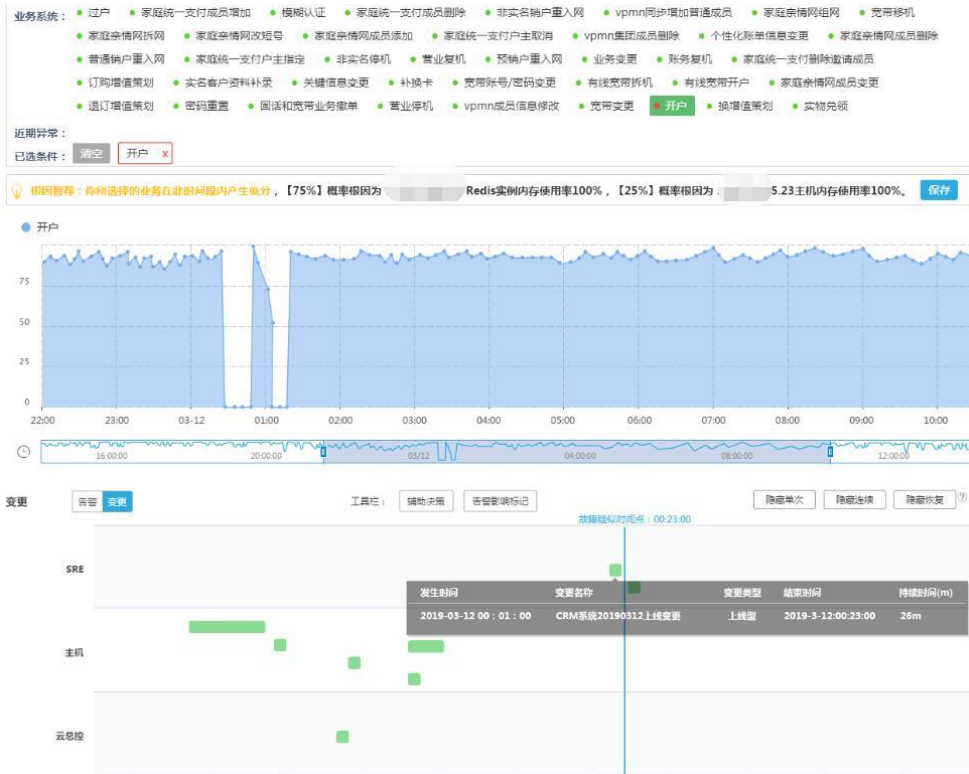 业务系统： 过户 家庭统一支付成员增加 模糊认证 家庭统一支付成员删除 非实名销户重入网 vpmn同步增加普通成员 家庭亲情网组网 宽带移机
家庭亲情网拆网 家庭亲情网改短号 家庭亲情网成员添加 家庭统一支付户主取消 vpmn集团成员删除 个性化账单信息变更 家庭亲情网成员删除
普通销户重入网 家庭统一支付户主指定 非实名停机 营业复机 预销户重入网 业务变更 账务复机 家庭统一支付删除邀请成员
订购增值策划 实名客户资料补录 关键信息变更 补换卡 宽带账号/密码变更 有线宽带拆机 有线宽带开户 家庭亲情网成员变更
退订增值策划 密码重置 固话和宽带业务撤单 营业停机 vpmn成员信息修改 宽带变更 开户 换增值策划 实物兑领
近期异常：
已选条件： 清空 开户 x
根因智荐：你所选择的业务在此时间段内产生低分，【75%】概率根因为 Redis实例内存使用率100%，【25%】概率根因为 5.23主机内存使用率100%。 保存
开户
75
50
25
0
22:00 23:00 03-12 01:00 02:00 03:00 04:00 05:00 06:00 07:00 08:00 09:00 10:00
16:00:00 20:00:00 03/12 04:00:00 08:00:00 12:00:00
变更 告警 变更 工具栏： 辅助决策 告警影响标记 隐藏单次 隐藏连续 隐藏恢复 ?
故障疑似时间点：00:23:00
SRE
发生时间 变更名称 变更类型 结束时间 持续时间(m)
2019-03-12 00：01：00 CRM系统20190312上线变更 上线型 2019-3-12:00:23:00 26m
主机
云总控